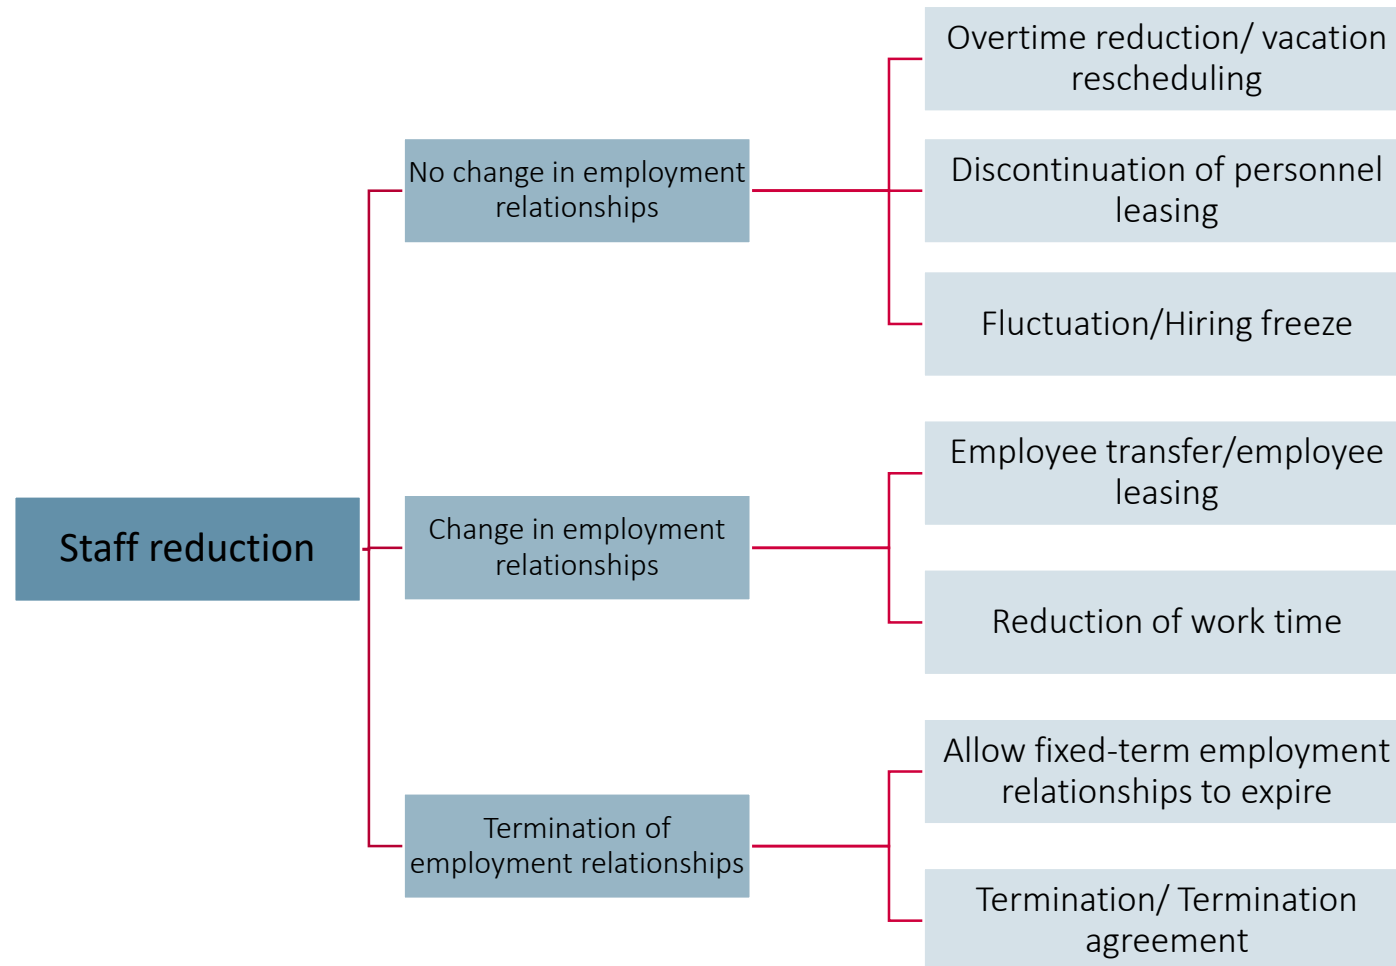 Staff reduction
No change in employment
relationships
Overtime reduction/ vacation
rescheduling
Discontinuation of personnel
leasing
Fluctuation/Hiring freeze
Change in employment
relationships
Employee transfer/employee
leasing
Reduction of work time
Termination of
employment relationships
Allow fixed-term employment
relationships to expire
Termination/ Termination
agreement